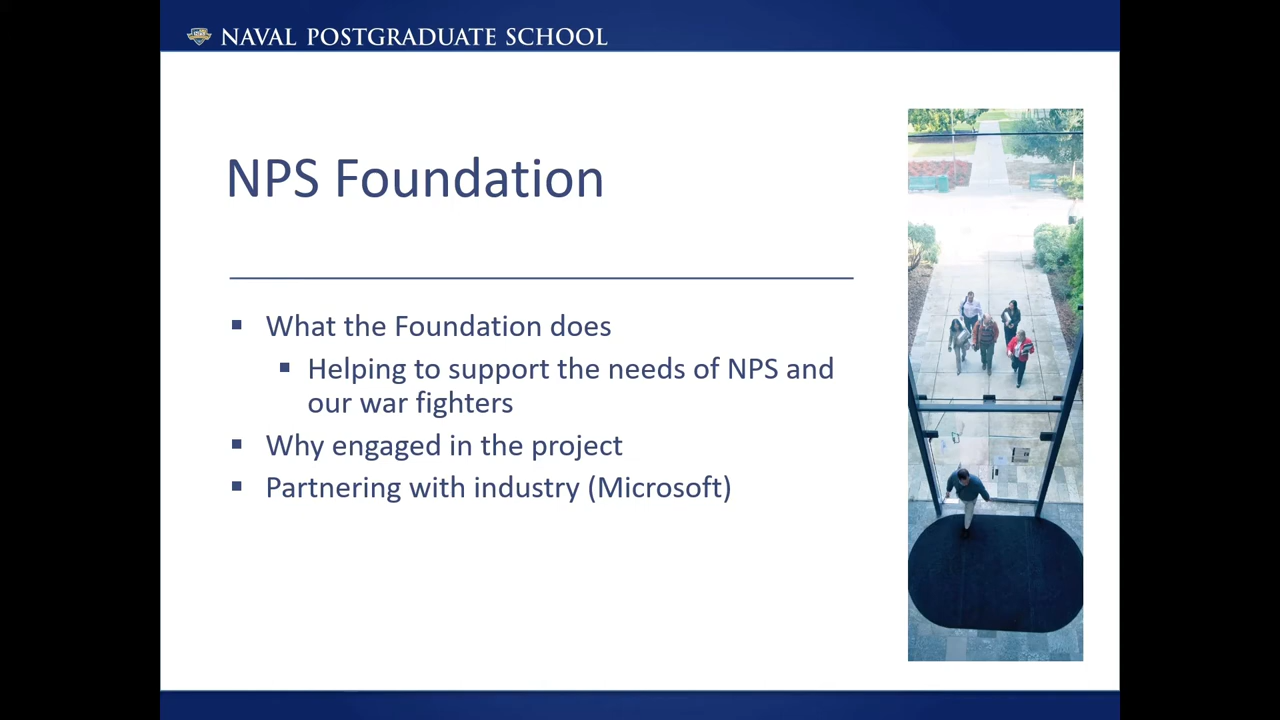 NAVAL POSTGRADUATE SCHOOL
NPS Foundation
▪ What the Foundation does
▪ Helping to support the needs of NPS and
our war fighters
▪ Why engaged in the project
▪ Partnering with industry (Microsoft)